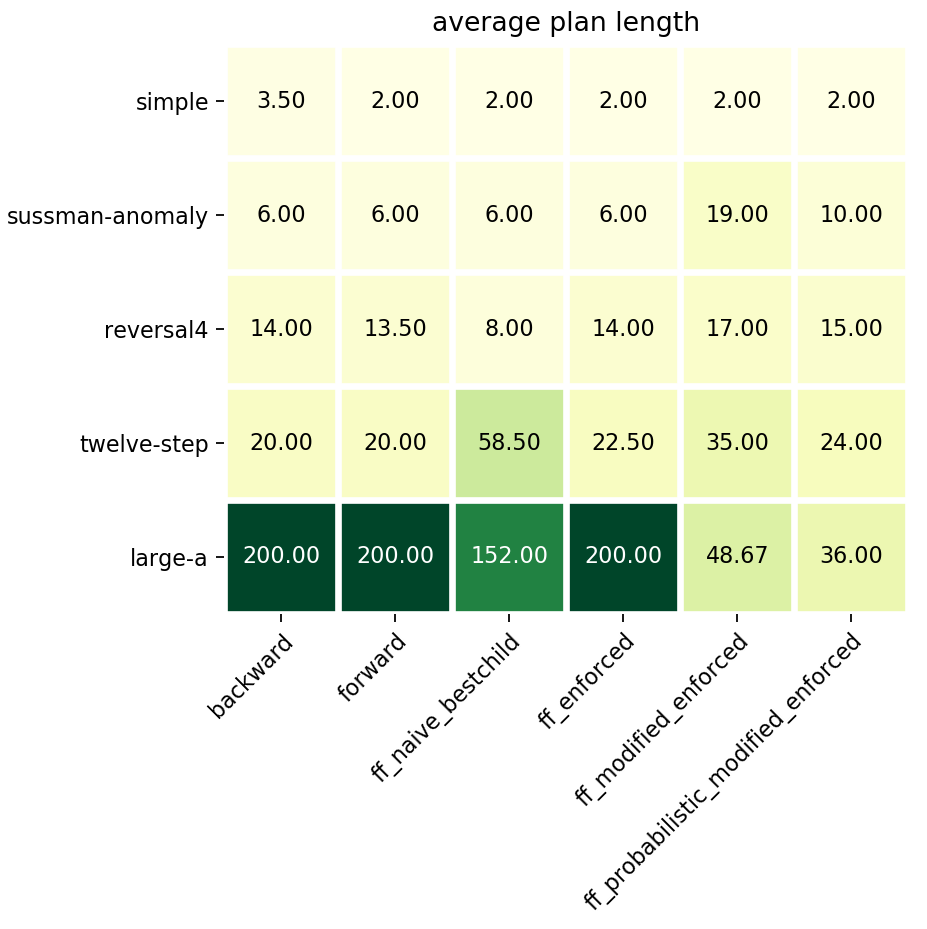 average plan length
simple 3.50 2.00 2.00 2.00 2.00 2.00
sussman-anomaly 6.00 6.00 6.00 6.00 19.00 10.00
reversal4 14.00 13.50 8.00 14.00 17.00 15.00
twelve-step 20.00 20.00 58.50 22.50 35.00 24.00
large-a 200.00 200.00 152.00 200.00 48.67 36.00
backward
forward
ff_naive_bestchild
ff_enforced
ff_modified_enforced
ff_probabilistic_modified_enforced